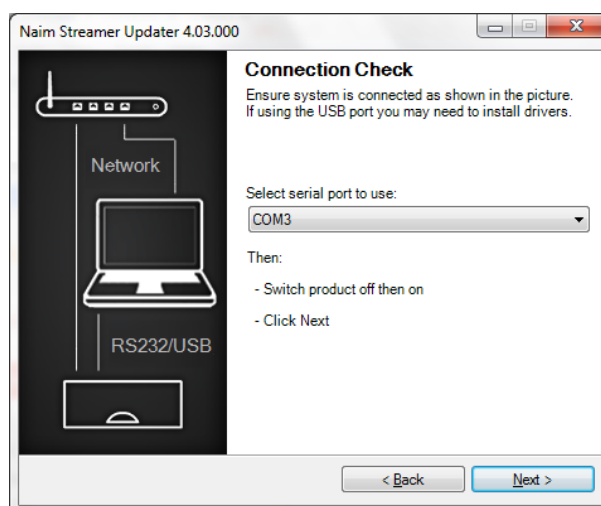 Naim Streamer Updater 4.03.000
Network
RS232/USB
Connection Check
Ensure system is connected as shown in the picture.
If using the USB port you may need to install drivers.
Select serial port to use:
COM3
Then:
- Switch product off then on
- Click Next
< Back
Next >